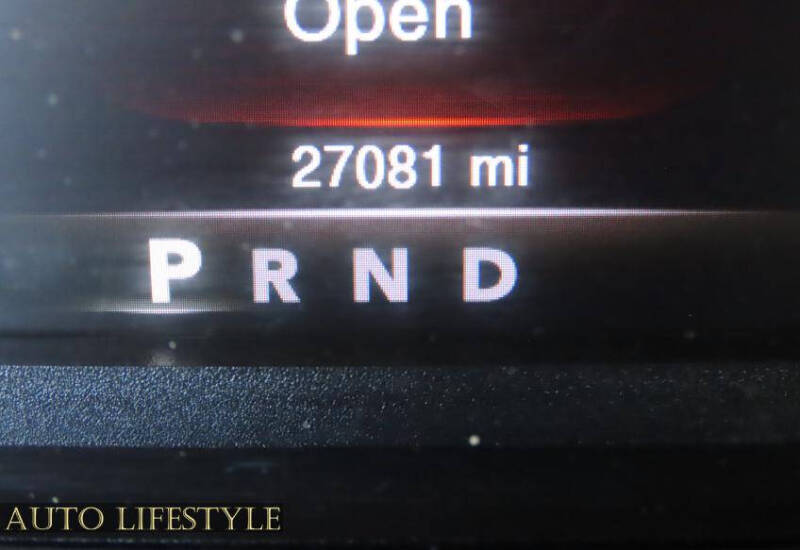 Open
27081 mi
P R N D
AUTO LIFESTYLE